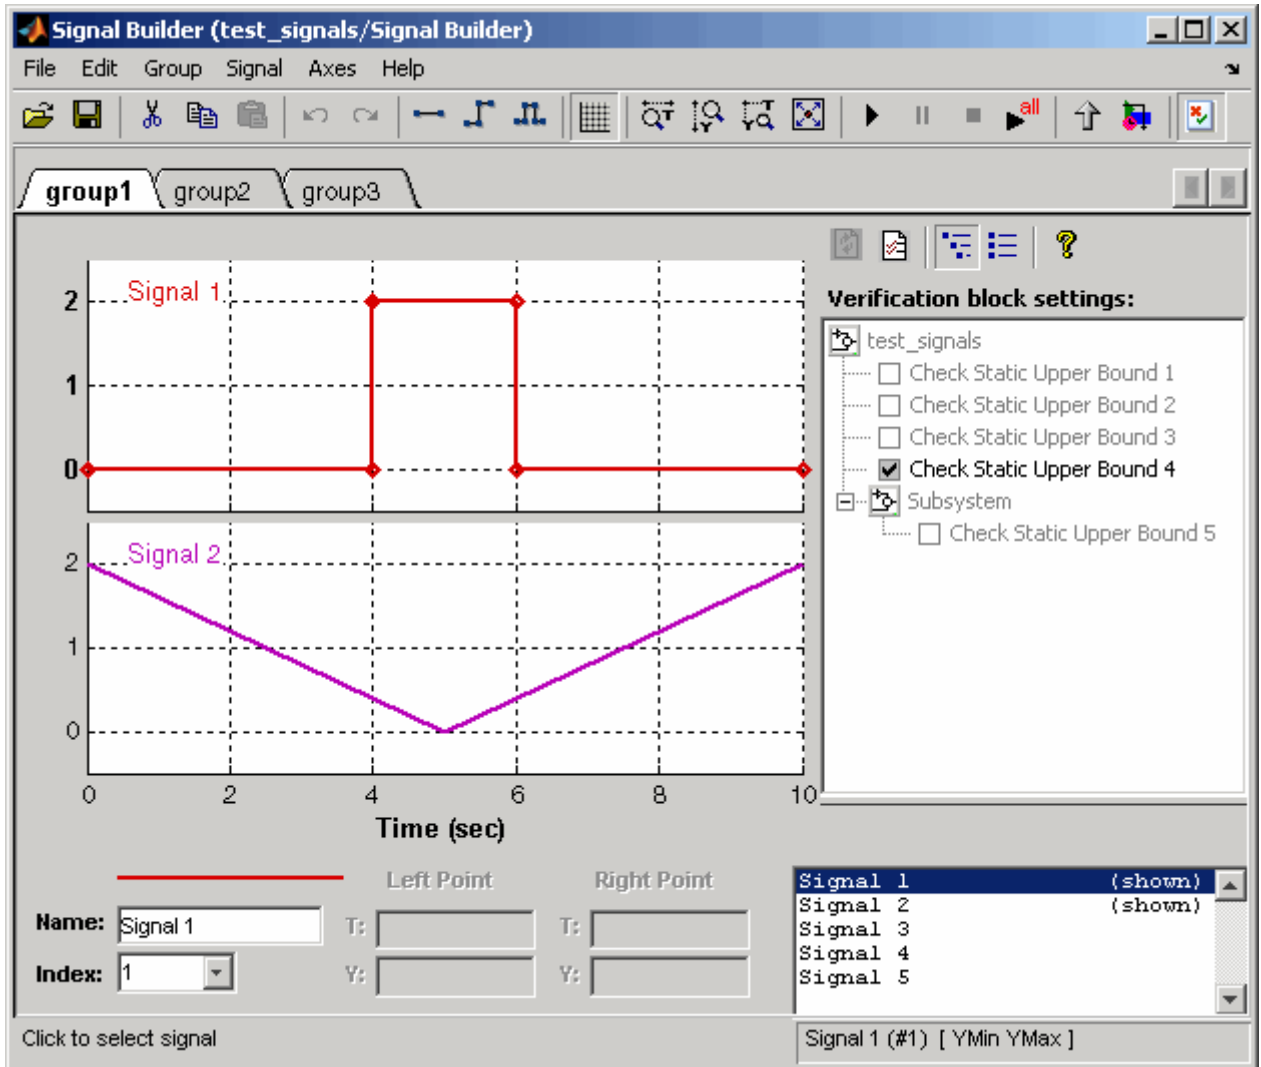 Signal Builder (test_signals/Signal Builder)
File Edit Group Signal Axes Help
all
group1 group2 group3
Verification block settings:
test_signals
Check Static Upper Bound 1
Check Static Upper Bound 2
Check Static Upper Bound 3
Check Static Upper Bound 4
Subsystem
Check Static Upper Bound 5
Signal 1
2
1
0
Signal 2
2
1
0
0 2 4 6 8 10
Time (sec)
Left Point Right Point
Name: Signal 1 T: T:
Index: 1 Y: Y:
Signal 1 (shown)
Signal 2 (shown)
Signal 3
Signal 4
Signal 5
Click to select signal
Signal 1 (#1) [ YMin YMax ]